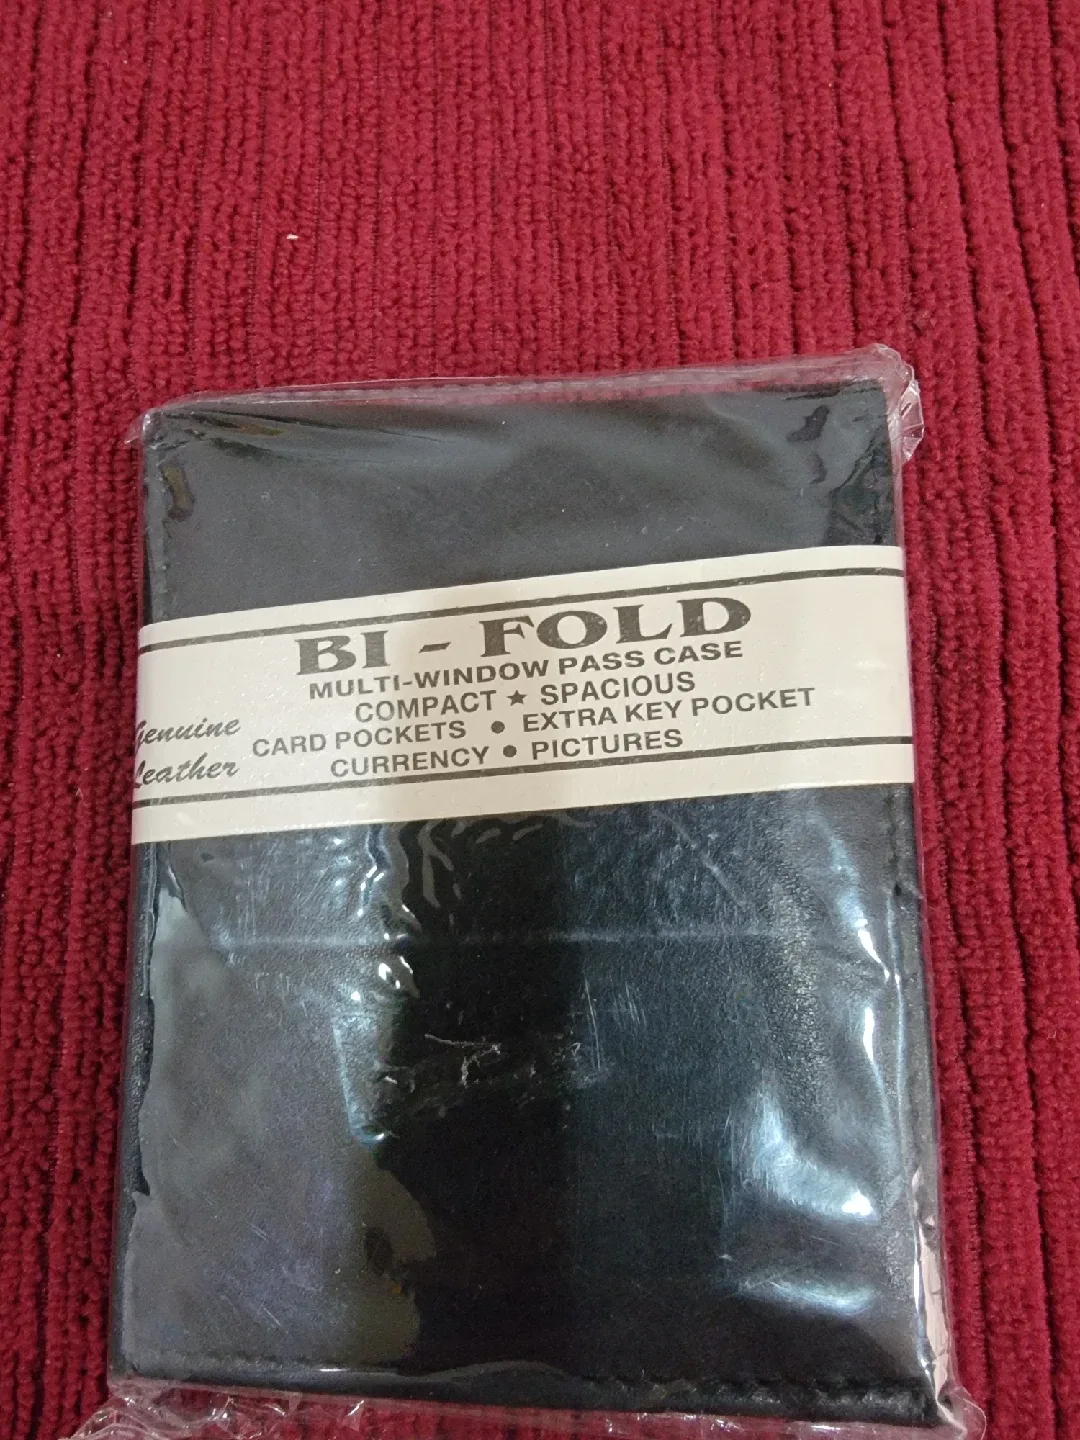 BI - FOLD
MULTI-WINDOW PASS CASE
COMPACT ★ SPACIOUS
CARD POCKETS • EXTRA KEY POCKET
CURRENCY • PICTURES
Genuine
Leather